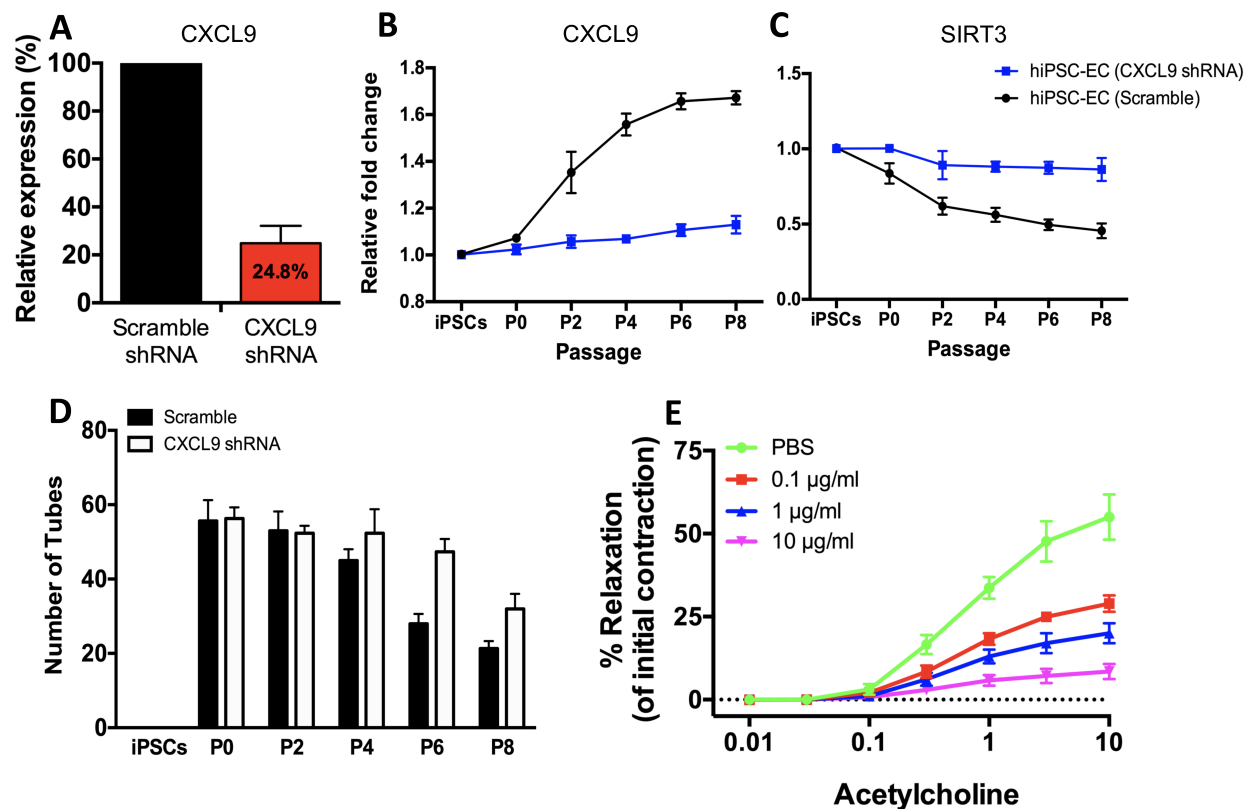 A
CXCL9
Relative expression (%)
100
80
60
40
20
0
24.8%
Scramble
shRNA
CXCL9
shRNA
B
CXCL9
Relative fold change
1.8
1.6
1.4
1.2
1.0
0.8
iPSCs P0 P2 P4 P6 P8
Passage
C
SIRT3
hiPSC-EC (CXCL9 shRNA)
hiPSC-EC (Scramble)
1.5
1.0
0.5
0.0
iPSCs P0 P2 P4 P6 P8
Passage
D
Scramble
CXCL9 shRNA
Number of Tubes
80
60
40
20
0
iPSCs P0 P2 P4 P6 P8
E
PBS
0.1 µg/ml
1 µg/ml
10 µg/ml
% Relaxation
(of initial contraction)
75
50
25
0
0.01 0.1 1 10
Acetylcholine